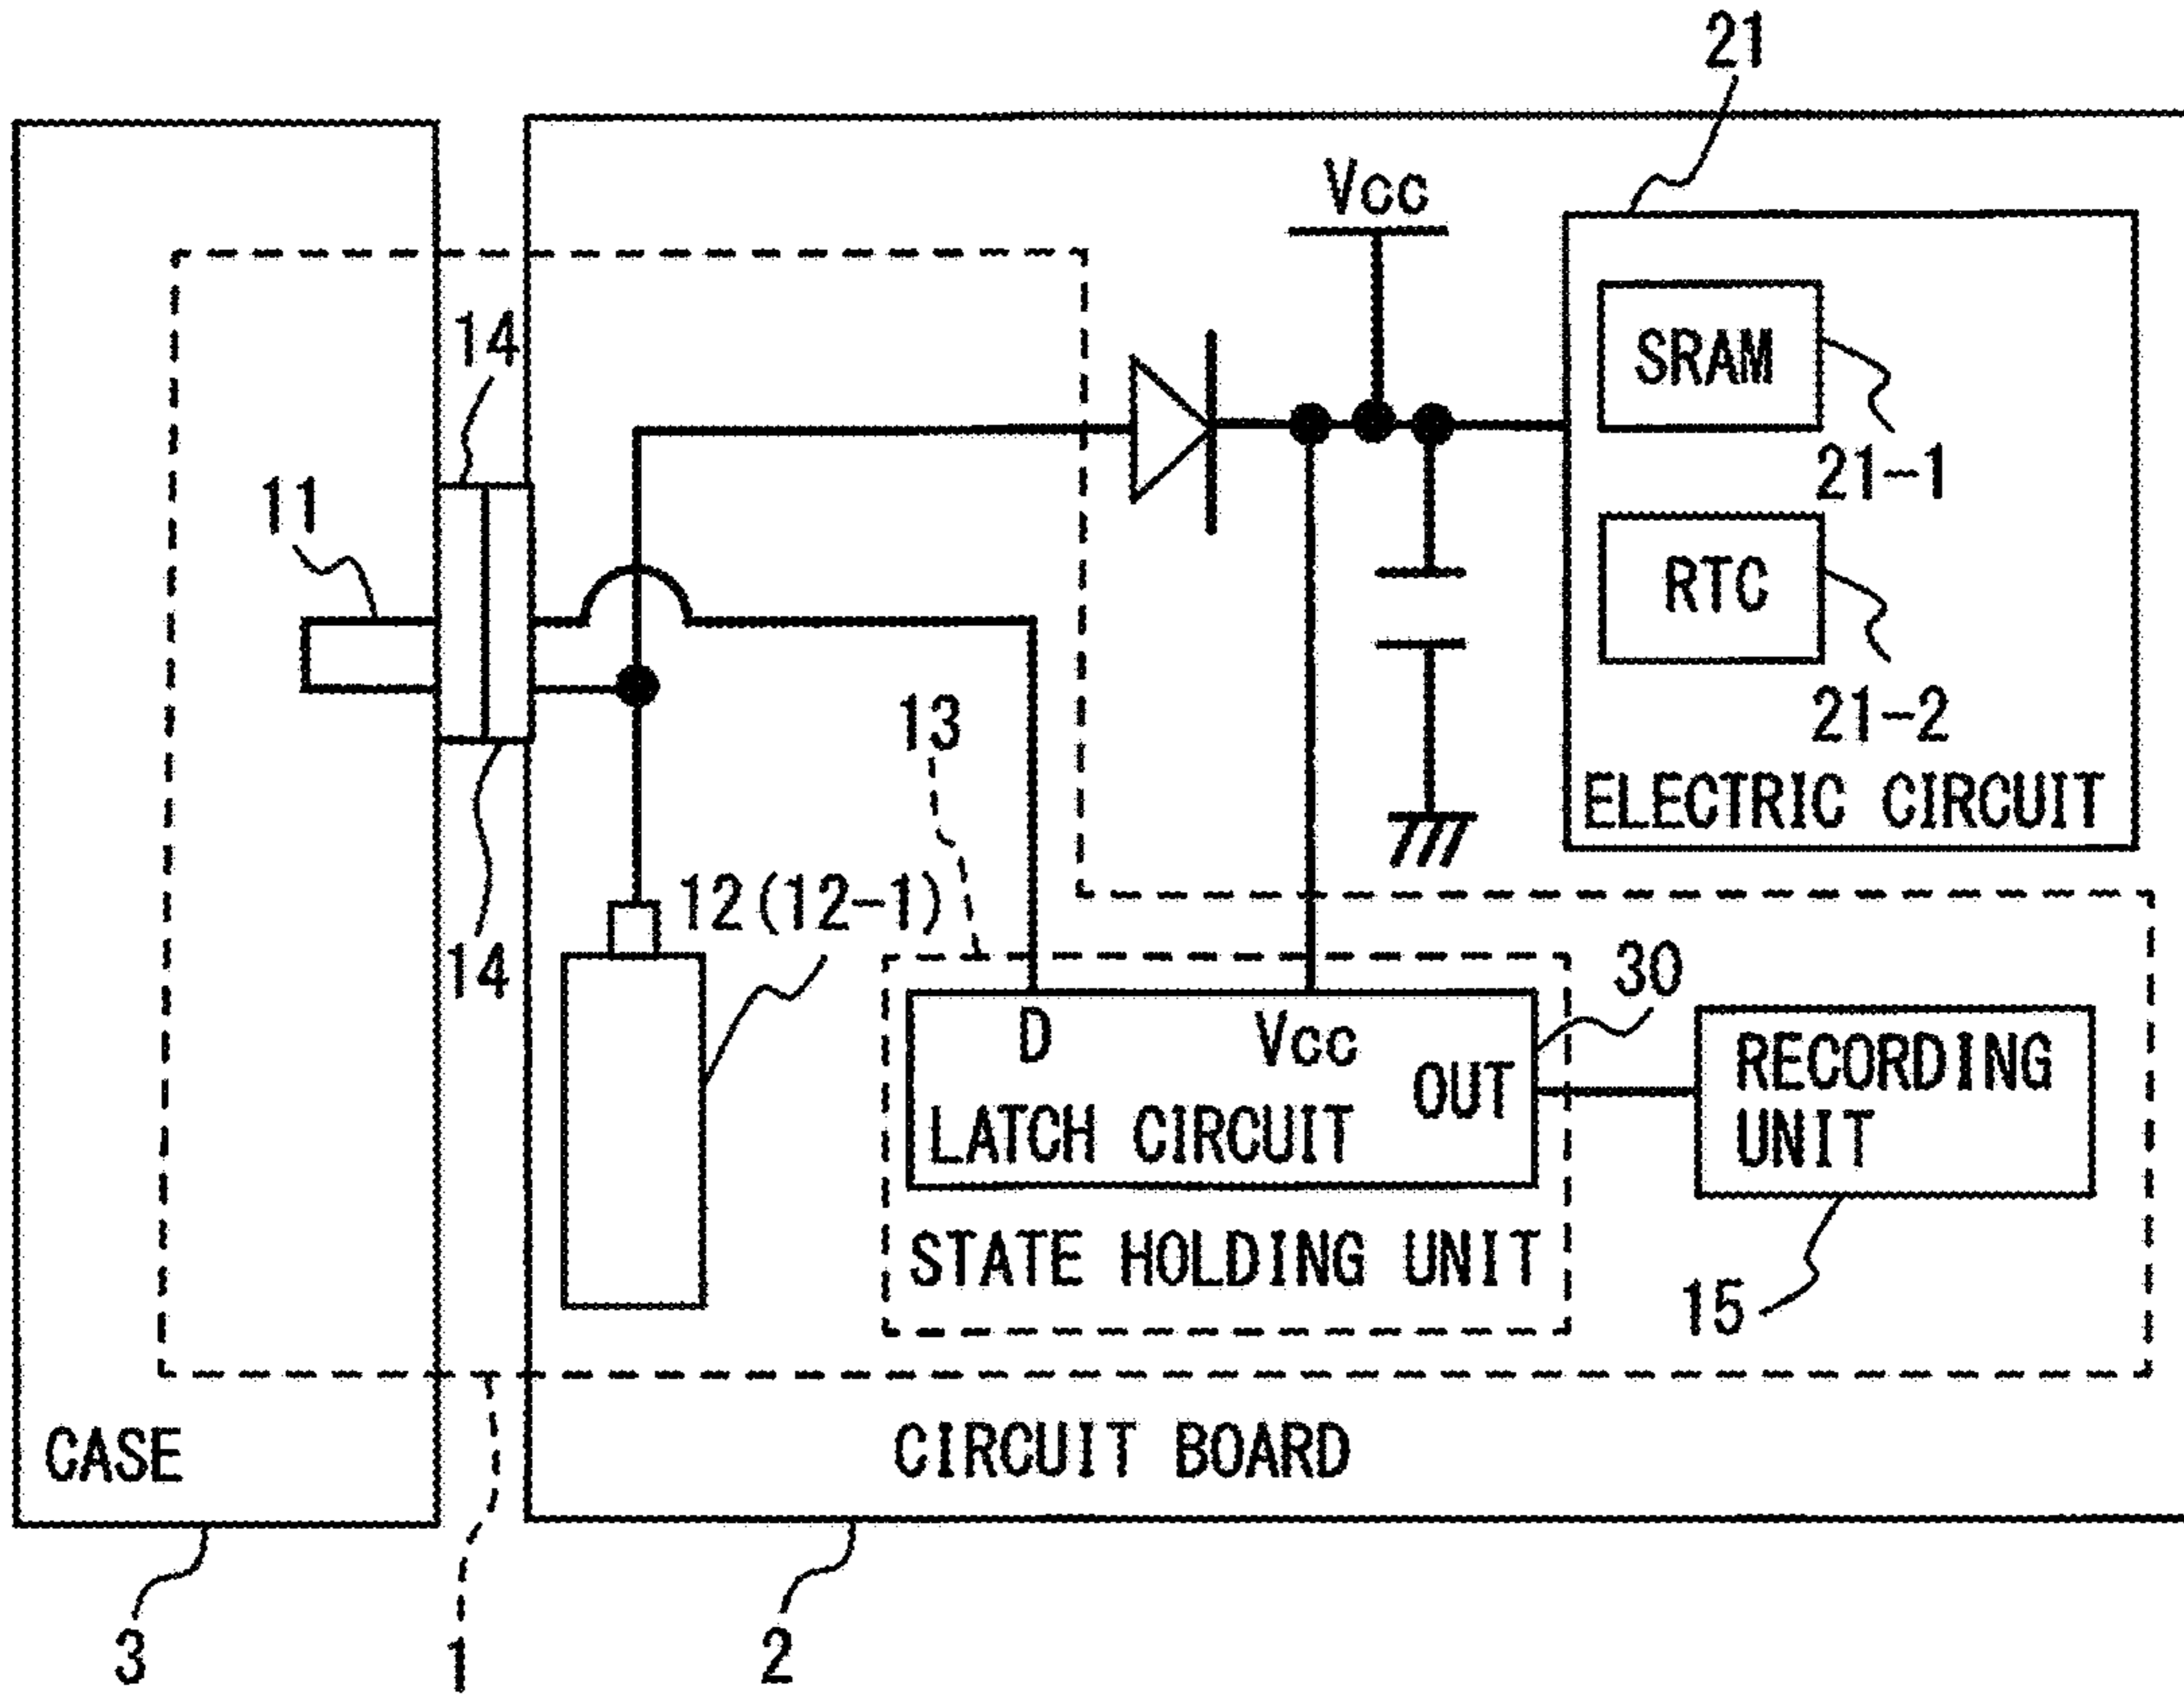 21
Vcc
14
SRAM
11
21-1
RTC
13
21-2
ELECTRIC CIRCUIT
12(12-1)
14
30
D
Vcc
RECORDING
UNIT
OUT
LATCH CIRCUIT
STATE HOLDING UNIT
15
CASE
CIRCUIT BOARD
3
1
2